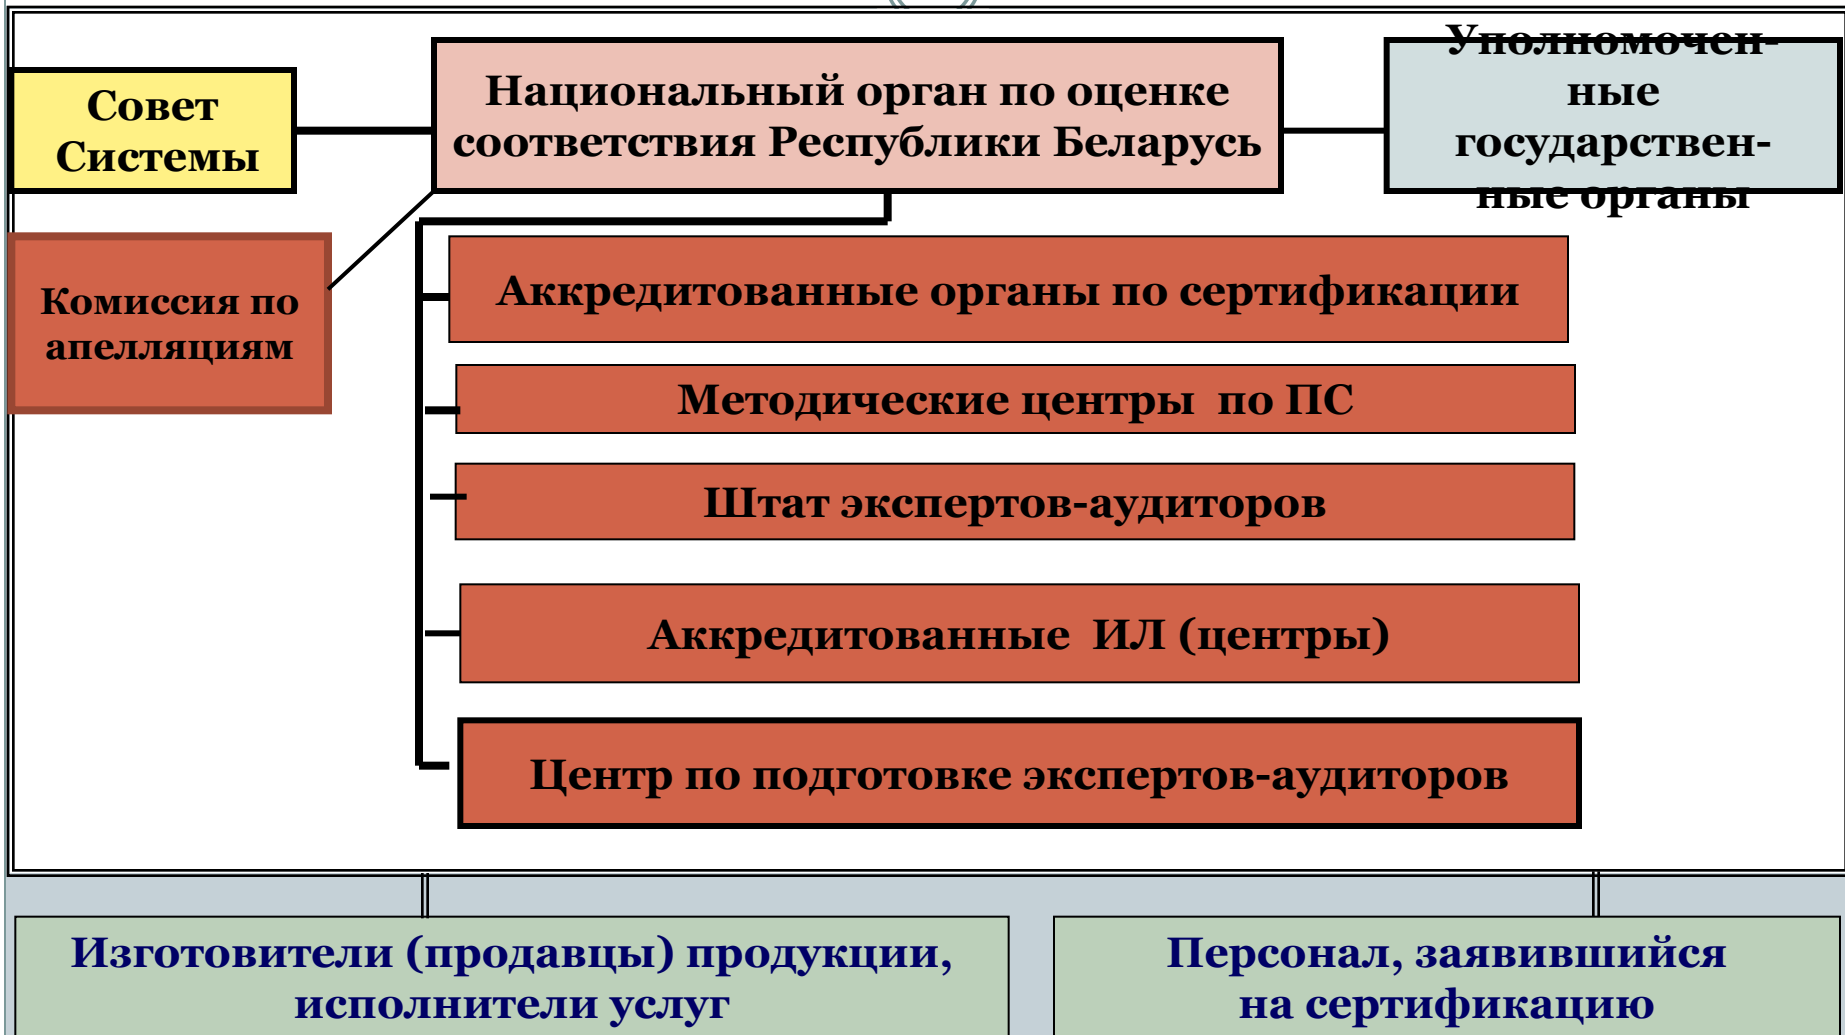 Совет
Системы
Национальный орган по оценке
соответствия Республики Беларусь
Уполномочен-
ные
государствен-
ные органы
Комиссия по
апелляциям
Аккредитованные органы по сертификации
Методические центры по ПС
Штат экспертов-аудиторов
Аккредитованные ИЛ (центры)
Центр по подготовке экспертов-аудиторов
Изготовители (продавцы) продукции,
исполнители услуг
Персонал, заявившийся
на сертификацию